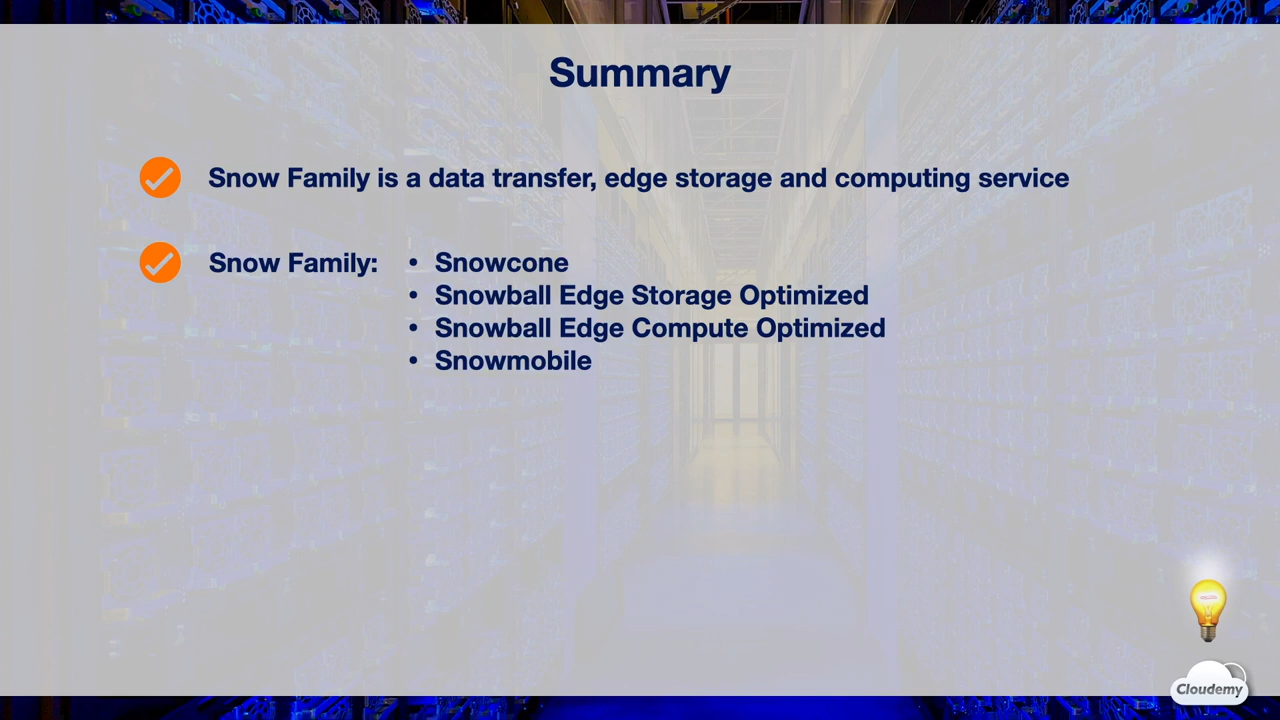 Summary
Snow Family is a data transfer, edge storage and computing service
Snow Family:
• Snowcone
• Snowball Edge Storage Optimized
• Snowball Edge Compute Optimized
• Snowmobile
Cloudemy